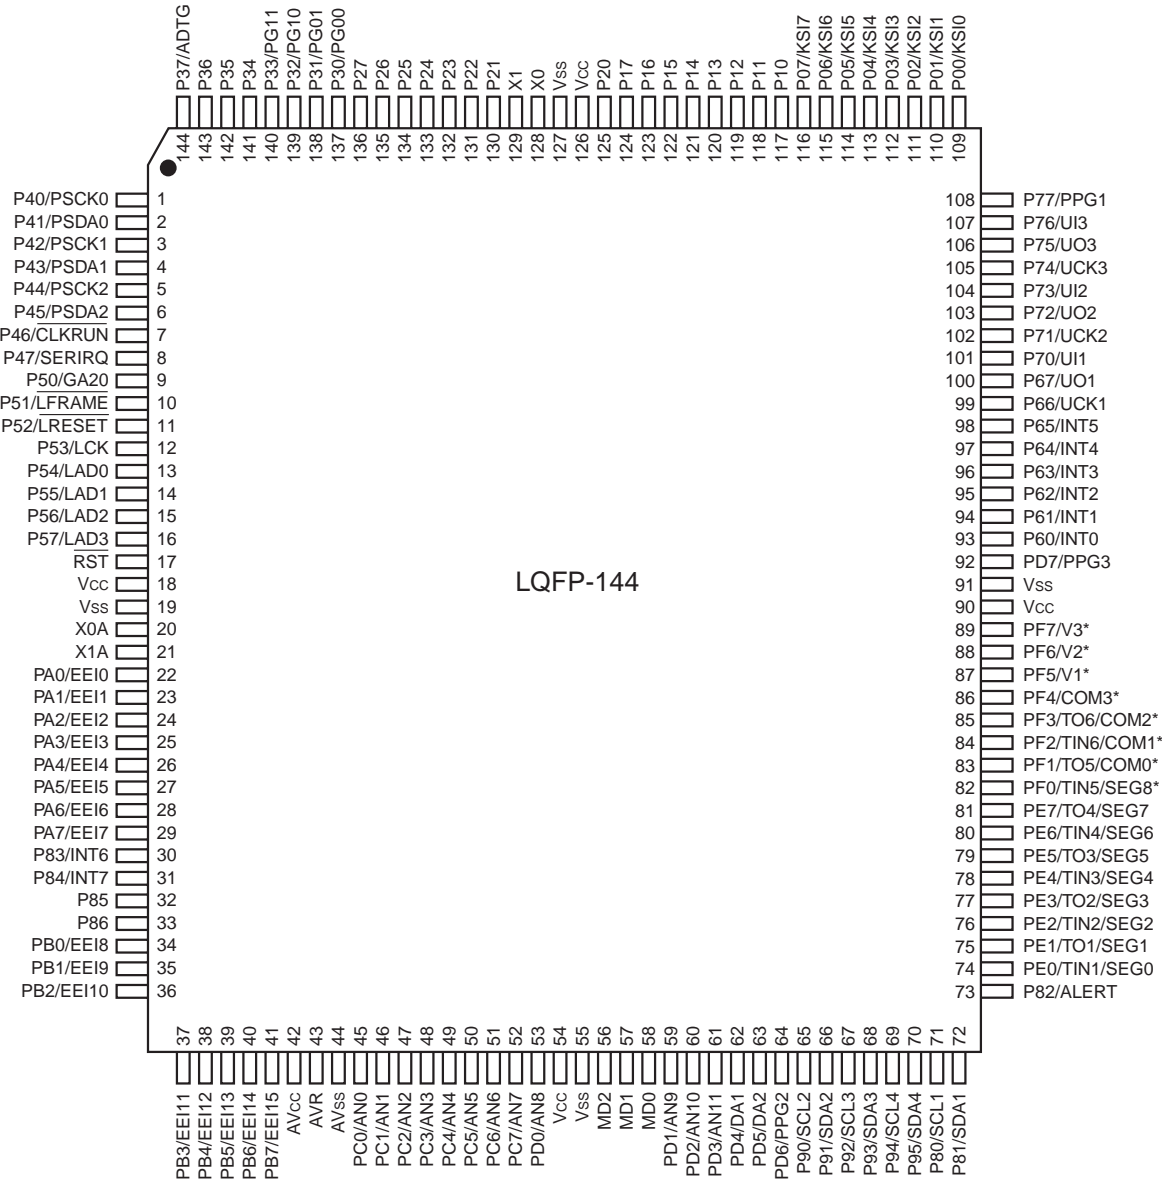 P37/ADTG
P36
P35
P34
P33/PG11
P32/PG10
P31/PG01
P30/PG00
P27
P26
P25
P24
P23
P22
P21
X1
X0
Vss
Vcc
P20
P17
P16
P15
P14
P13
P12
P11
P10
P07/KSI7
P06/KSI6
P05/KSI5
P04/KSI4
P03/KSI3
P02/KSI2
P01/KSI1
P00/KSI0
144
143
142
141
140
139
138
137
136
135
134
133
132
131
130
129
128
127
126
125
124
123
122
121
120
119
118
117
116
115
114
113
112
111
110
109
P40/PSCK0 1
P41/PSDA0 2
P42/PSCK1 3
P43/PSDA1 4
P44/PSCK2 5
P45/PSDA2 6
P46/CLKRUN 7
P47/SERIRQ 8
P50/GA20 9
P51/LFRAME 10
P52/LRESET 11
P53/LCK 12
P54/LAD0 13
P55/LAD1 14
P56/LAD2 15
P57/LAD3 16
RST 17
Vcc 18
Vss 19
X0A 20
X1A 21
PA0/EEI0 22
PA1/EEI1 23
PA2/EEI2 24
PA3/EEI3 25
PA4/EEI4 26
PA5/EEI5 27
PA6/EEI6 28
PA7/EEI7 29
P83/INT6 30
P84/INT7 31
P85 32
P86 33
PB0/EEI8 34
PB1/EEI9 35
PB2/EEI10 36
LQFP-144
108 P77/PPG1
107 P76/UI3
106 P75/UO3
105 P74/UCK3
104 P73/UI2
103 P72/UO2
102 P71/UCK2
101 P70/UI1
100 P67/UO1
99 P66/UCK1
98 P65/INT5
97 P64/INT4
96 P63/INT3
95 P62/INT2
94 P61/INT1
93 P60/INT0
92 PD7/PPG3
91 Vss
90 Vcc
89 PF7/V3*
88 PF6/V2*
87 PF5/V1*
86 PF4/COM3*
85 PF3/TO6/COM2*
84 PF2/TIN6/COM1*
83 PF1/TO5/COM0*
82 PF0/TIN5/SEG8*
81 PE7/TO4/SEG7
80 PE6/TIN4/SEG6
79 PE5/TO3/SEG5
78 PE4/TIN3/SEG4
77 PE3/TO2/SEG3
76 PE2/TIN2/SEG2
75 PE1/TO1/SEG1
74 PE0/TIN1/SEG0
73 P82/ALERT
37
38
39
40
41
42
43
44
45
46
47
48
49
50
51
52
53
54
55
56
57
58
59
60
61
62
63
64
65
66
67
68
69
70
71
72
PB3/EEI11
PB4/EEI12
PB5/EEI13
PB6/EEI14
PB7/EEI15
AVcc
AVR
AVss
PC0/AN0
PC1/AN1
PC2/AN2
PC3/AN3
PC4/AN4
PC5/AN5
PC6/AN6
PC7/AN7
PD0/AN8
Vcc
Vss
MD2
MD1
MD0
PD1/AN9
PD2/AN10
PD3/AN11
PD4/DA1
PD5/DA2
PD6/PPG2
P90/SCL2
P91/SDA2
P92/SCL3
P93/SDA3
P94/SCL4
P95/SDA4
P80/SCL1
P81/SDA1